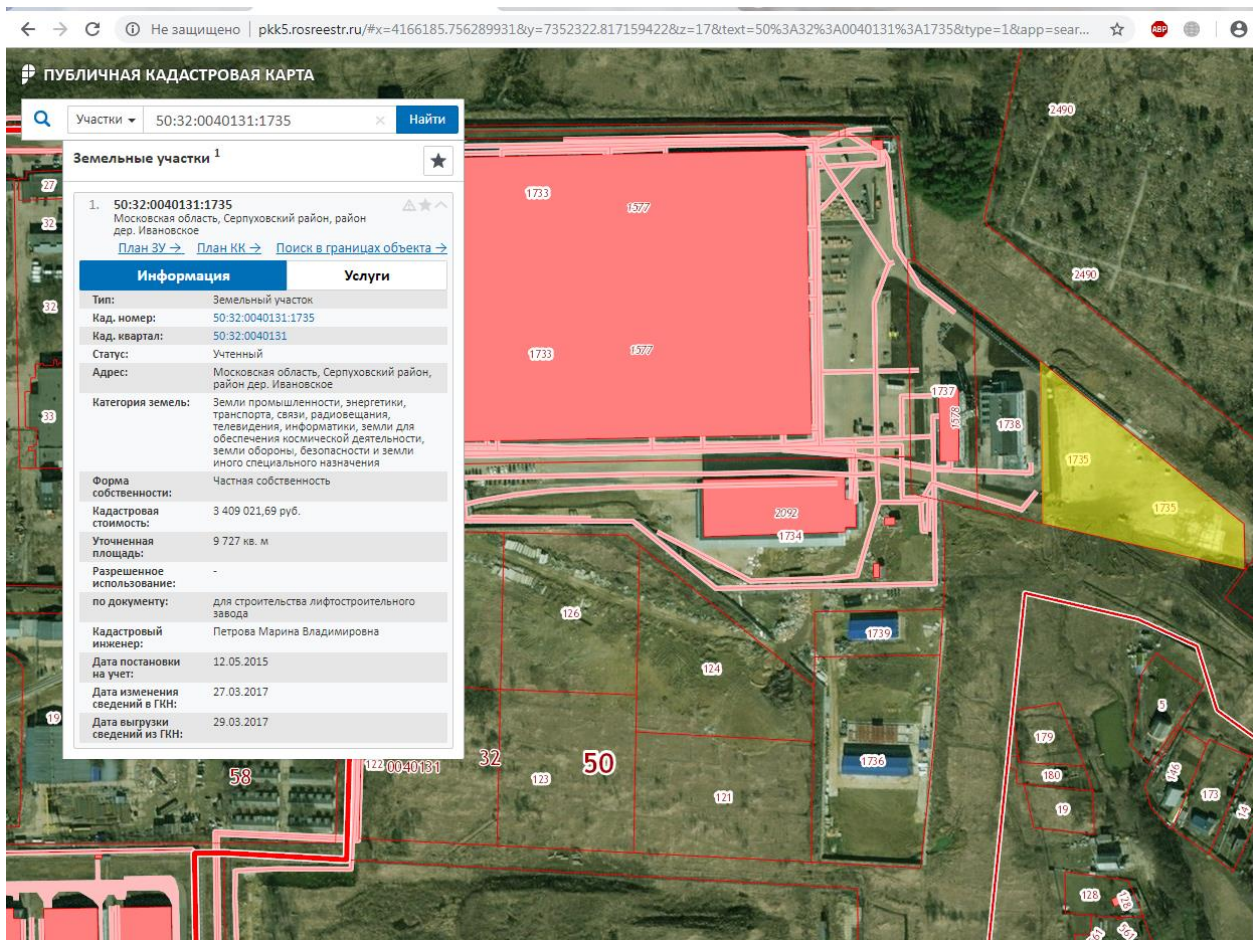 Не защищено | pkk5.rosreestr.ru/#x=4166185.756289931&y=7352322.817159422&z=17&text=50%3A32%3A0040131%3A1735&type=1&app=sear...
ABP
ПУБЛИЧНАЯ КАДАСТРОВАЯ КАРТА
Участки 50:32:0040131:1735 × Найти
Земельные участки 1
1. 50:32:0040131:1735
Московская область, Серпуховский район, район
дер. Ивановское
План ЗУ → План КК → Поиск в границах объекта →
Информация Услуги
Тип: Земельный участок
Кад. номер: 50:32:0040131:1735
Кад. квартал: 50:32:0040131
Статус: Учтенный
Адрес: Московская область, Серпуховский район,
район дер. Ивановское
Категория земель: Земли промышленности, энергетики,
транспорта, связи, радиовещания,
телевидения, информатики, земли для
обеспечения космической деятельности,
земли обороны, безопасности и земли
иного специального назначения
Форма
собственности: Частная собственность
Кадастровая
стоимость: 3 409 021,69 руб.
Уточненная
площадь: 9 727 кв. м
Разрешенное
использование: -
по документу: для строительства лифтостроительного
завода
Кадастровый
инженер: Петрова Марина Владимировна
Дата постановки
на учет: 12.05.2015
Дата изменения
сведений в ГКН: 27.03.2017
Дата выгрузки
сведений из ГКН: 29.03.2017
2490
27
1733
1577
32
2490
32
1733
1577
1737
33
1578
1738
1735
1735
2092
1734
126
1739
124
19
5
179
122 0040131
32
50
1736
58
123
180
146
173
121
19
128
128
561